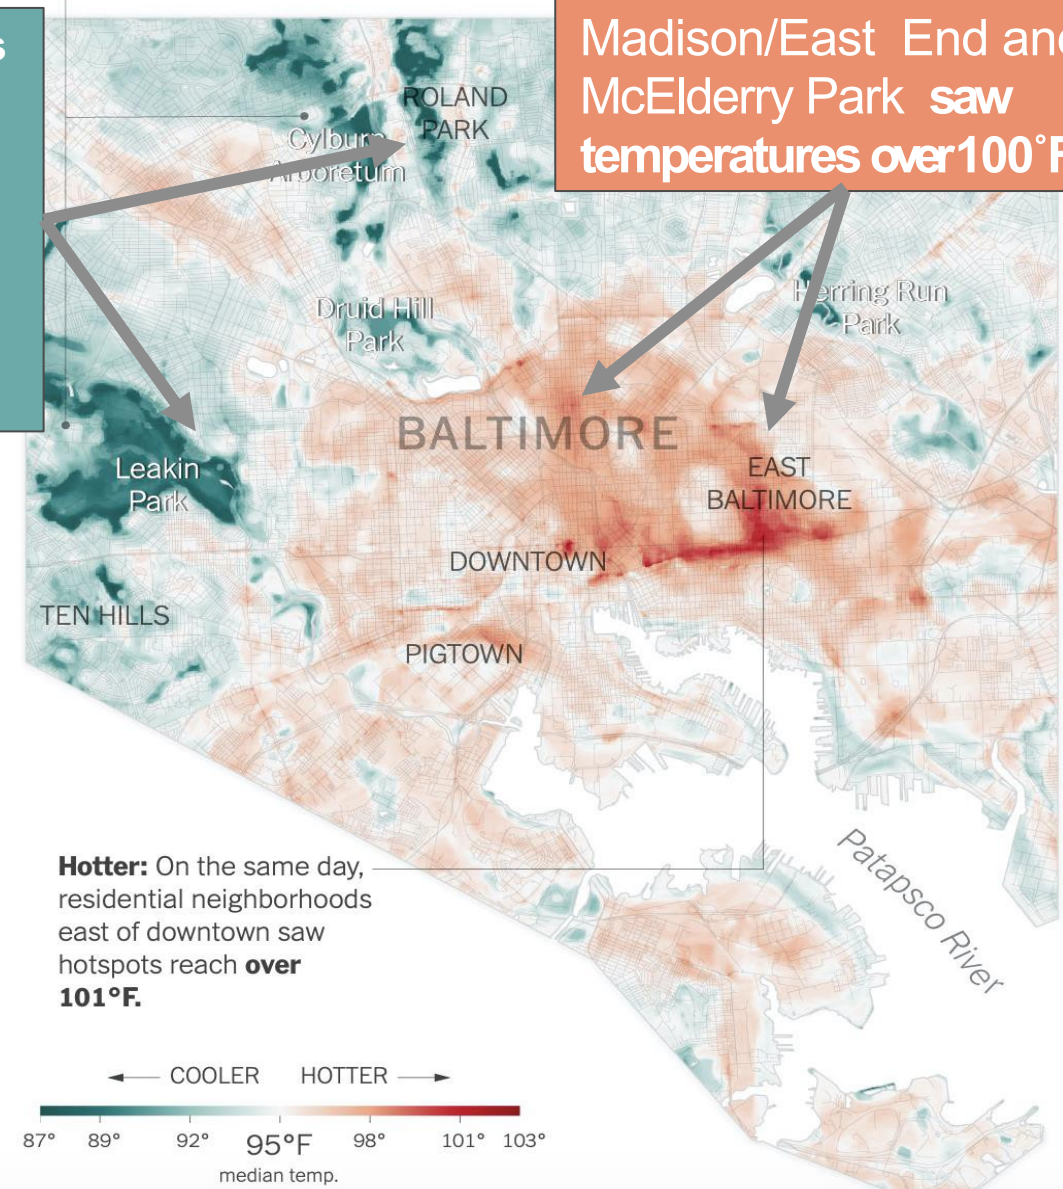 s
Madison/East End and
McElderry Park saw
temperatures over 100°F
ROLAND
PARK
Cylburn
Arboretum
Druid Hill
Park
Herring Run
Park
BALTIMORE
Leakin
Park
EAST
BALTIMORE
DOWNTOWN
TEN HILLS
PIGTOWN
Patapsco River
Hotter: On the same day,
residential neighborhoods
east of downtown saw
hotspots reach over
101°F.
COOLER HOTTER
87° 89° 92° 95°F 98° 101° 103°
median temp.